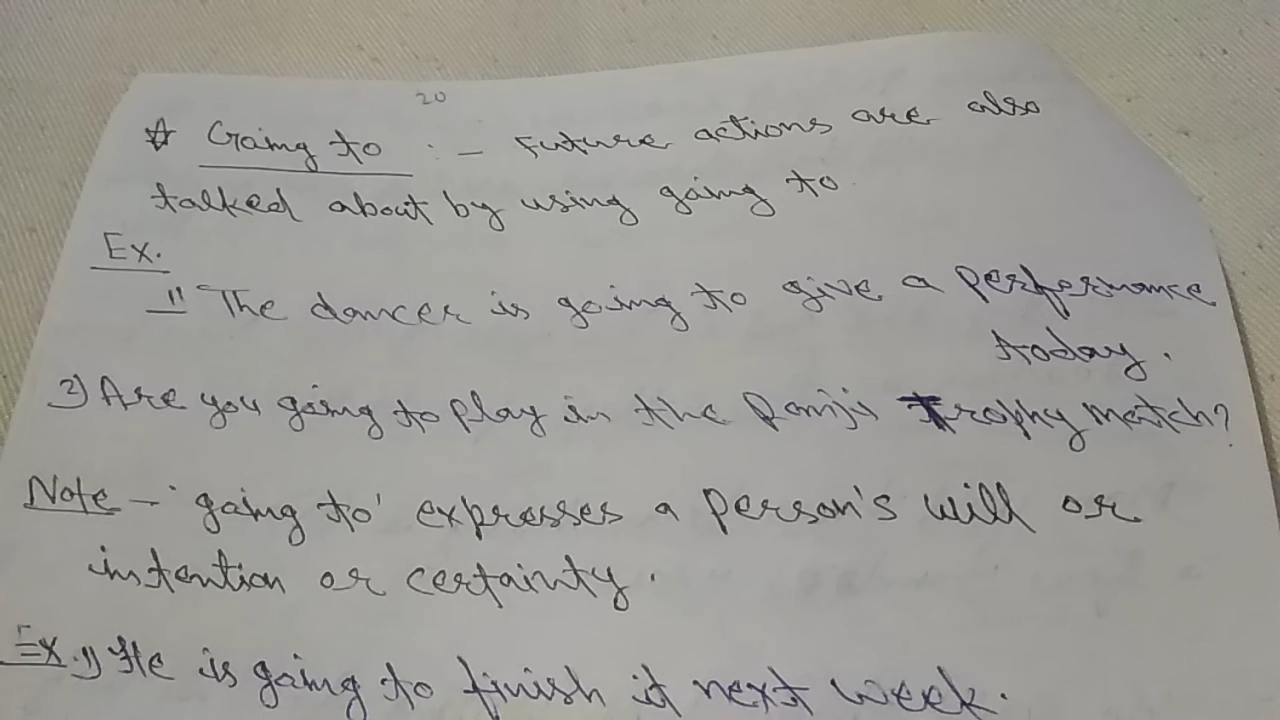 20
☆ Going to :- Future actions are also
talked about by using going to
Ex.
1) The dancer is going to give a performance
today.
2) Are you going to play in the Ranji Trophy match?
Note - 'going to' expresses a person's will or
intention or certainty.
Ex. 1) He is going to finish it next week.